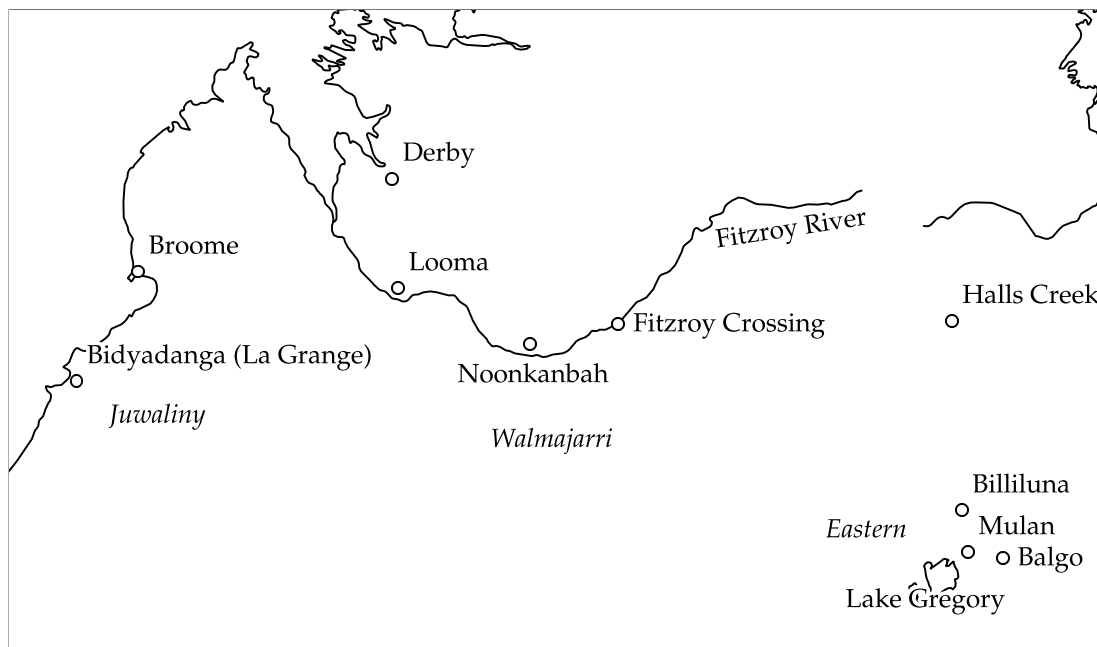 Derby
Fitzroy River
Broome
Looma
Halls Creek
Fitzroy Crossing
Bidyadanga (La Grange)
Noonkanbah
Juwaliny
Walmajarri
Billiluna
Eastern
Mulan
Balgo
Lake Gregory